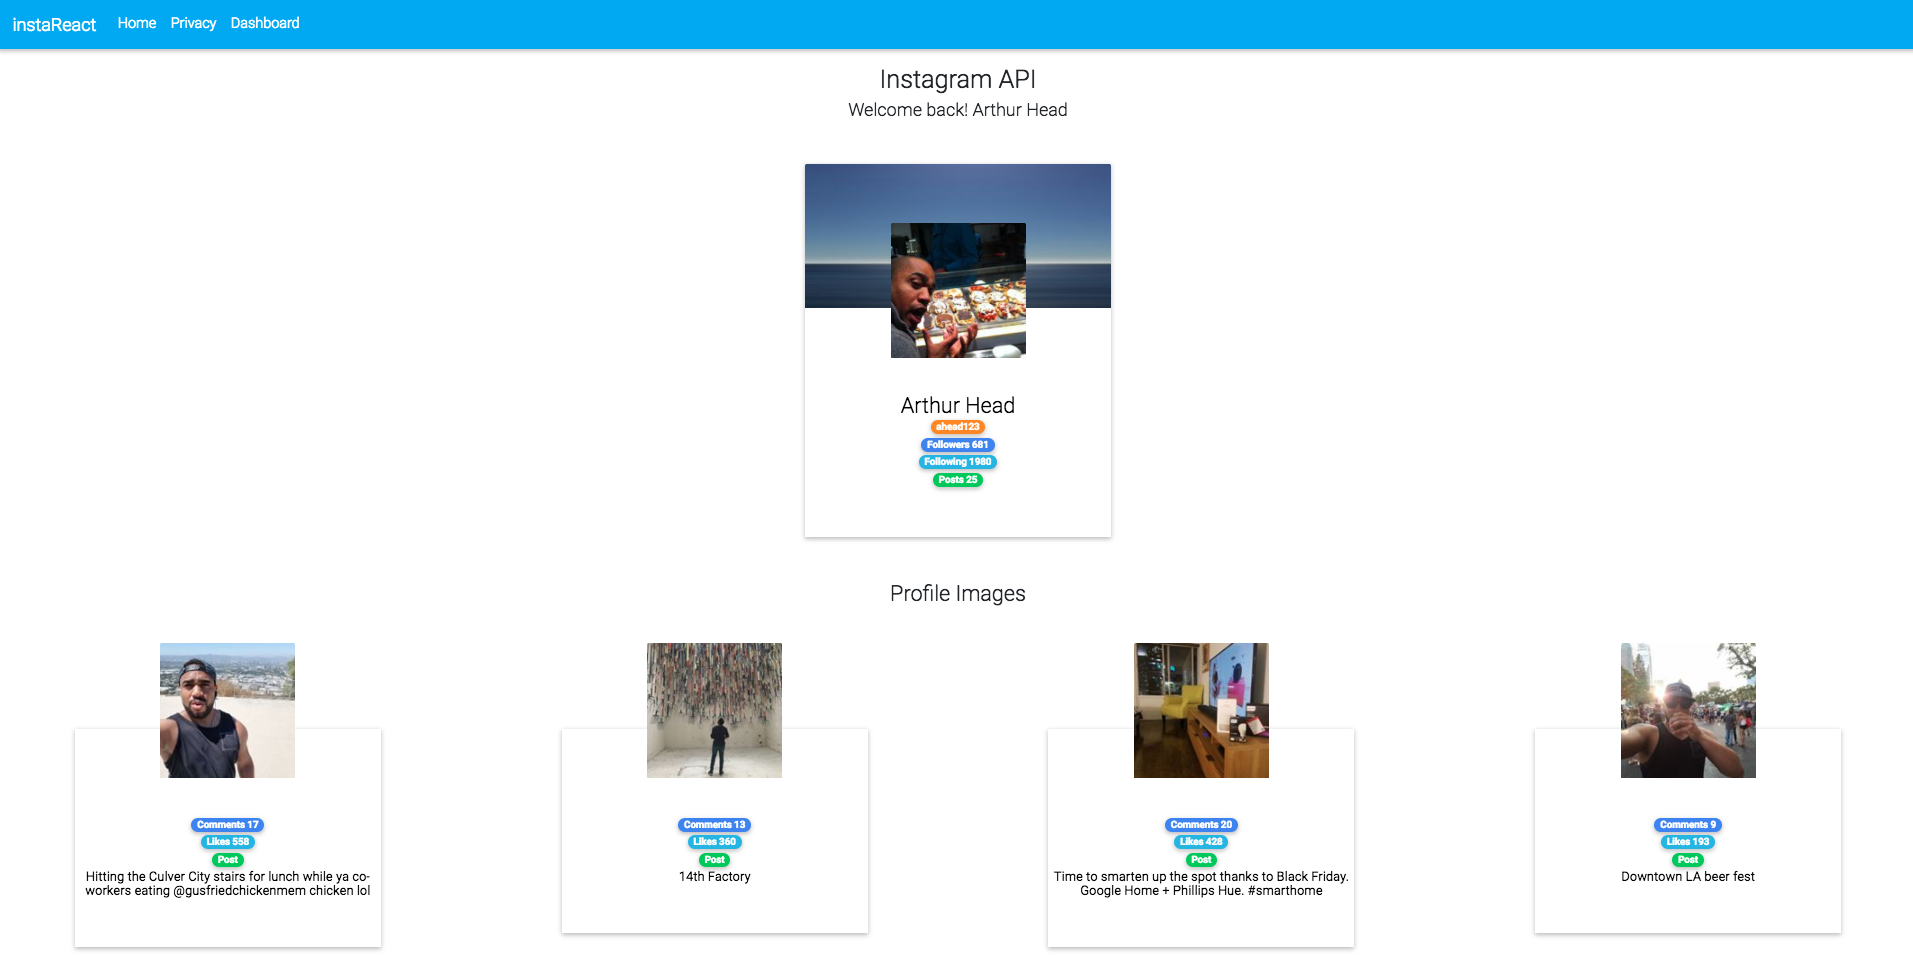 instaReact Home Privacy Dashboard
Instagram API
Welcome back! Arthur Head
Arthur Head
ahead123
Followers 681
Following 1980
Posts 25
Profile Images
Comments 17
Likes 558
Post
Hitting the Culver City stairs for lunch while ya co-
workers eating @gusfriedchickenmem chicken lol
Comments 13
Likes 360
Post
14th Factory
Comments 20
Likes 428
Post
Time to smarten up the spot thanks to Black Friday.
Google Home + Phillips Hue. #smarthome
Comments 9
Likes 193
Post
Downtown LA beer fest